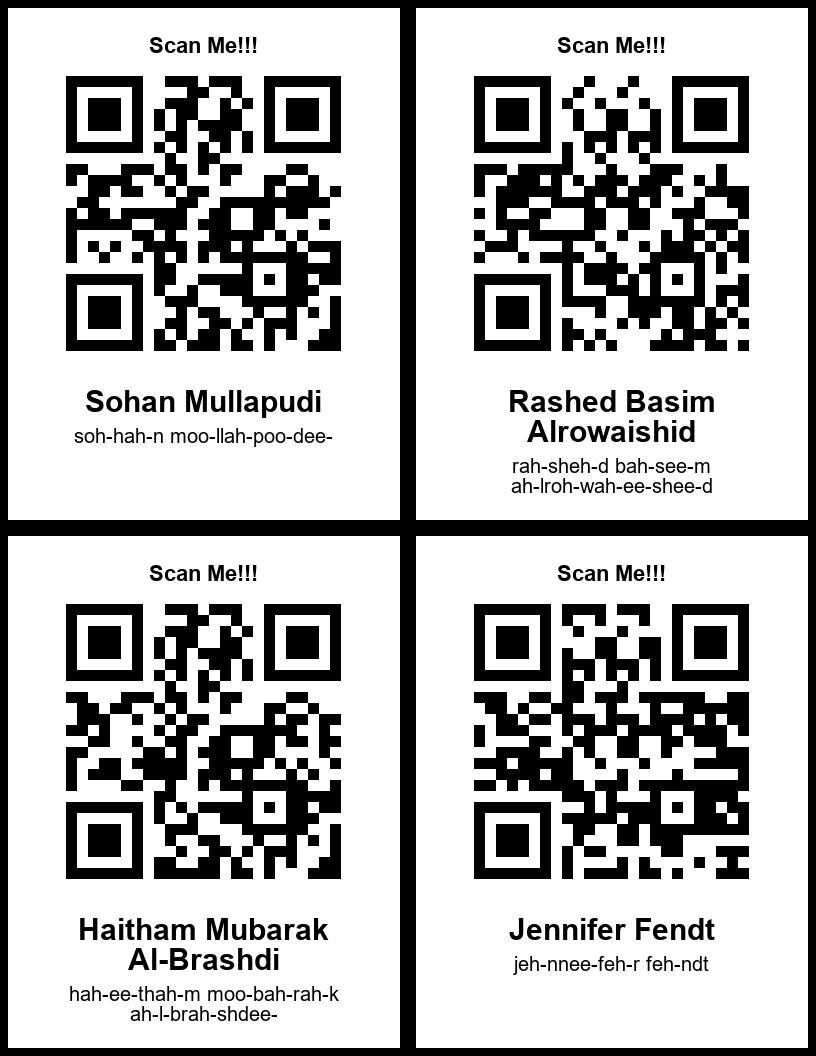 Scan Me!!!
Sohan Mullapudi
soh-hah-n moo-llah-poo-dee-
Scan Me!!!
Rashed Basim
Alrowaishid
rah-sheh-d bah-see-m
ah-lroh-wah-ee-shee-d
Scan Me!!!
Haitham Mubarak
Al-Brashdi
hah-ee-thah-m moo-bah-rah-k
ah-l-brah-shdee-
Scan Me!!!
Jennifer Fendt
jeh-nnee-feh-r feh-ndt